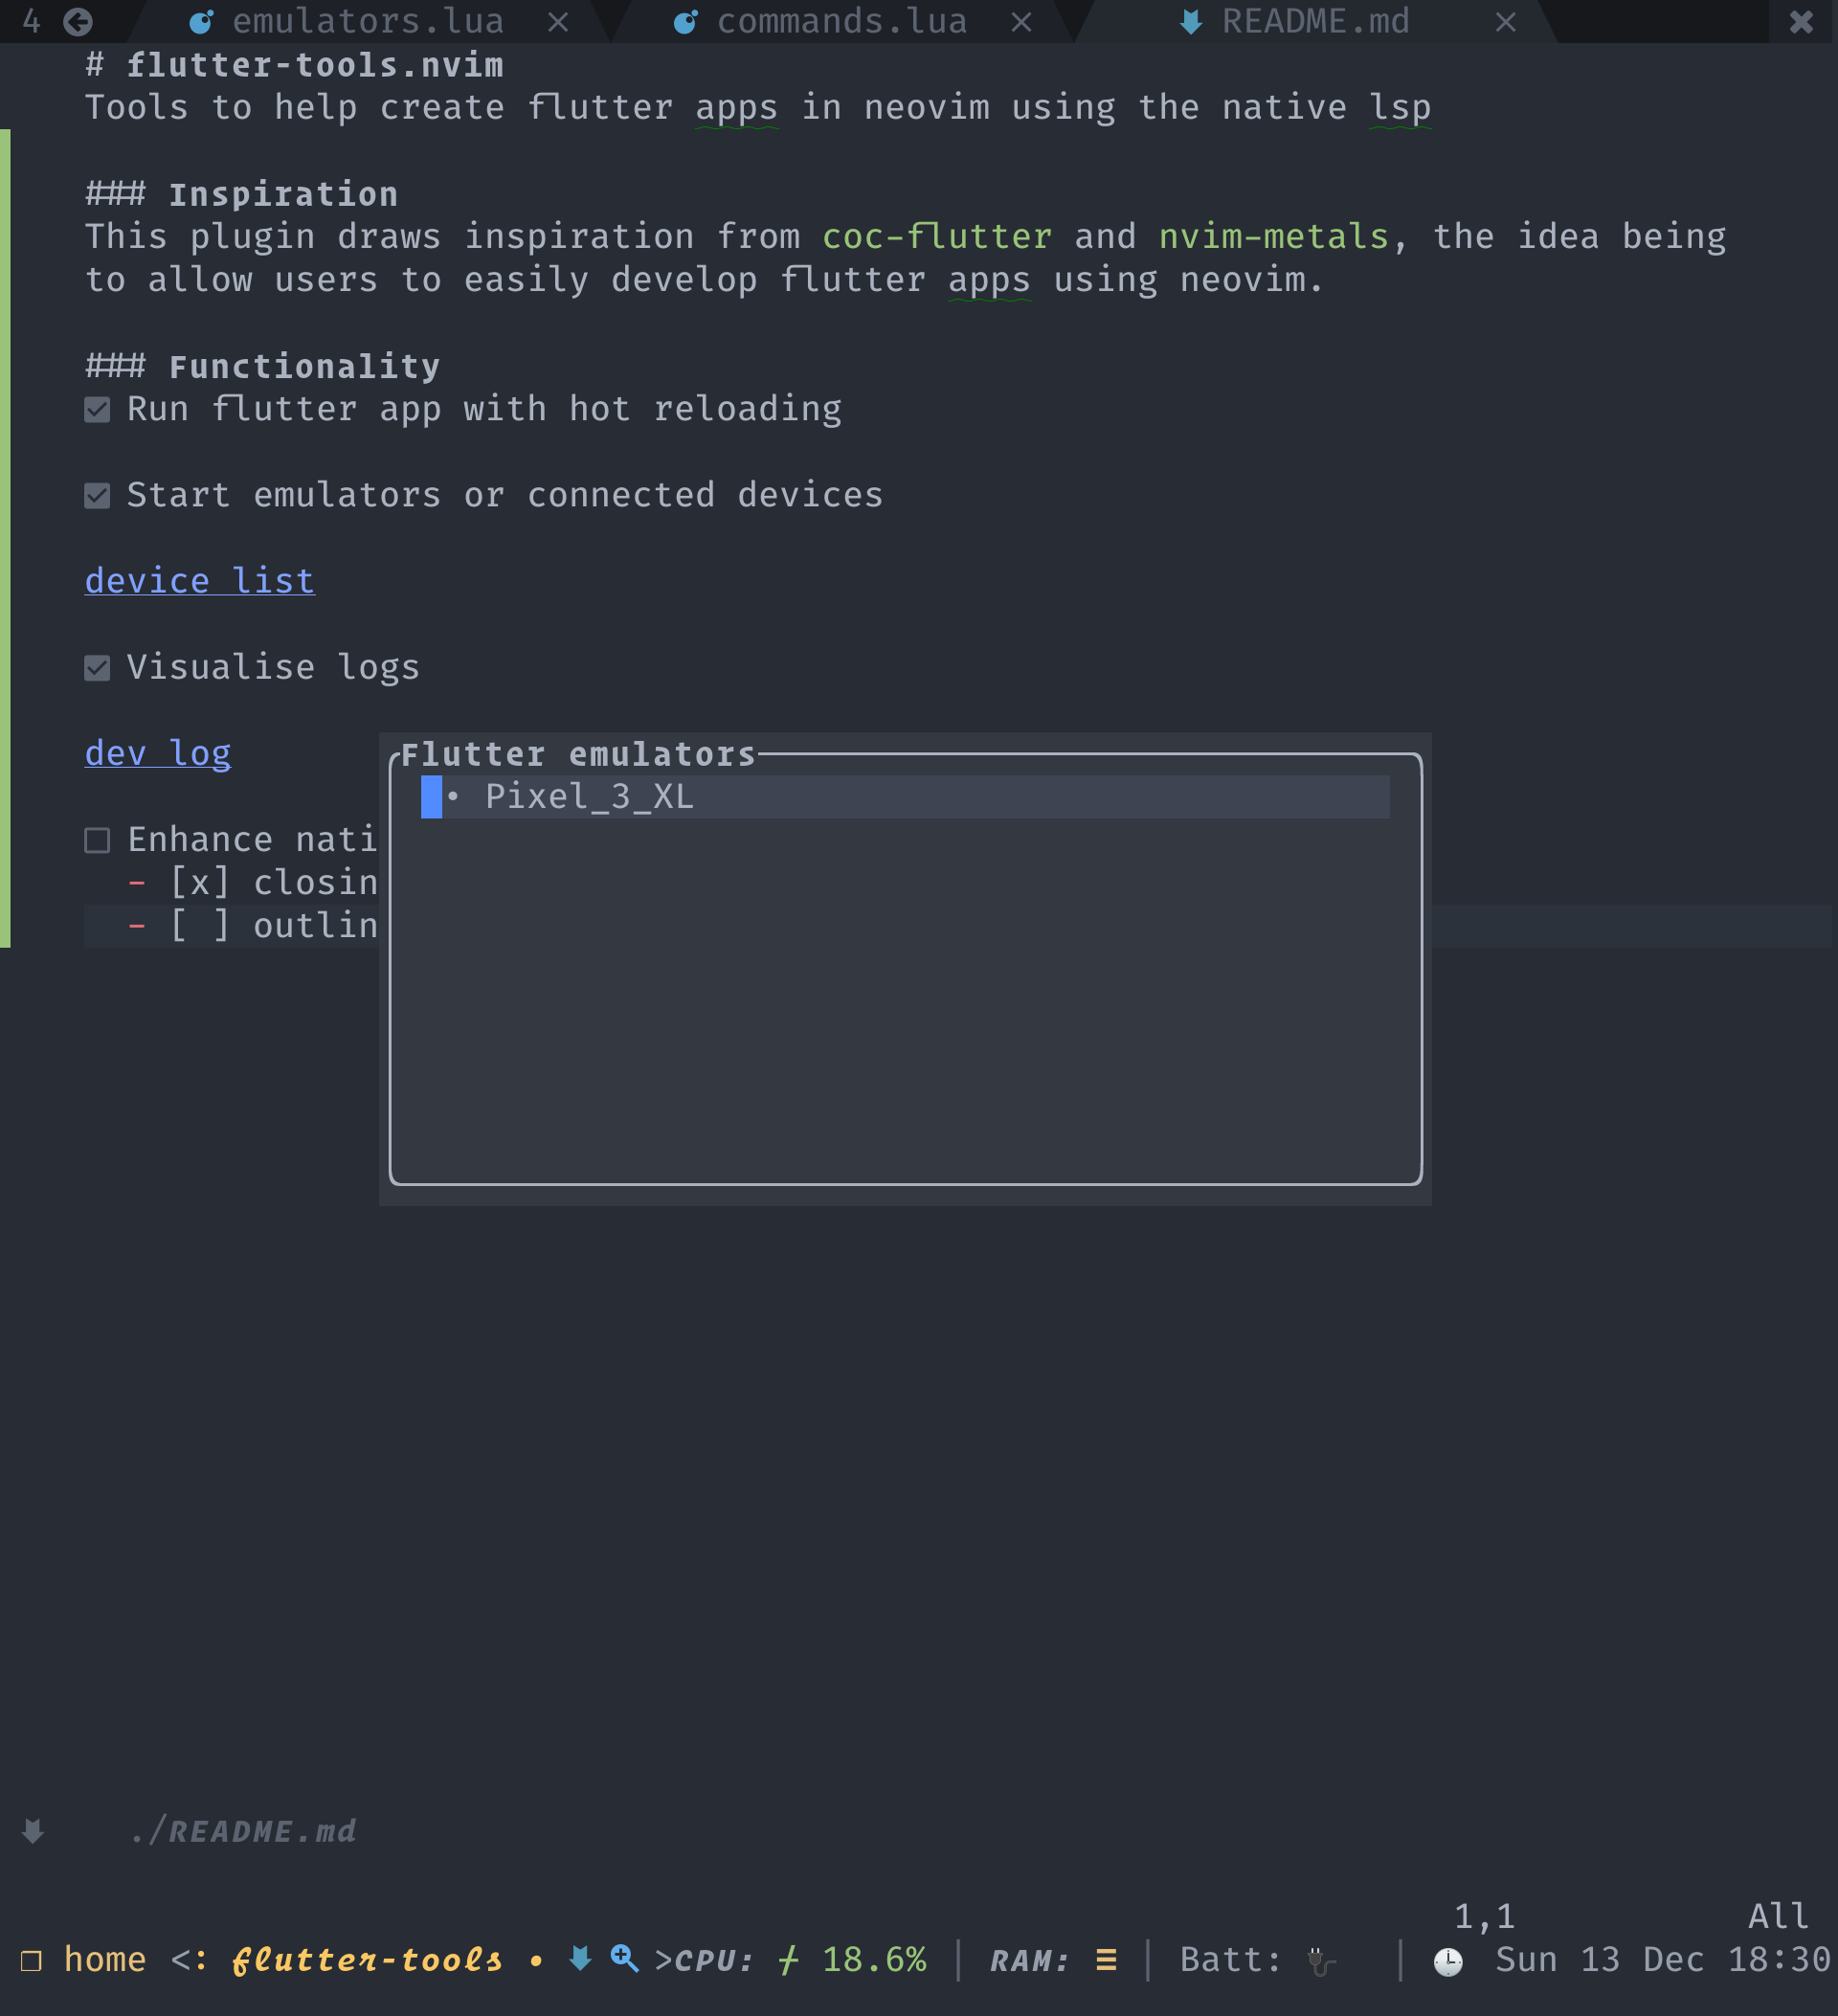 4 emulators.lua × commands.lua × README.md ×
# flutter-tools.nvim
Tools to help create flutter apps in neovim using the native lsp
### Inspiration
This plugin draws inspiration from coc-flutter and nvim-metals, the idea being
to allow users to easily develop flutter apps using neovim.
### Functionality
Run flutter app with hot reloading
Start emulators or connected devices
device list
Visualise logs
dev log
Flutter emulators
• Pixel_3_XL
Enhance nati
- [x] closin
- [ ] outlin
./README.md
1,1 All
home <: flutter-tools • >CPU: 18.6% | RAM: | Batt: | Sun 13 Dec 18:30